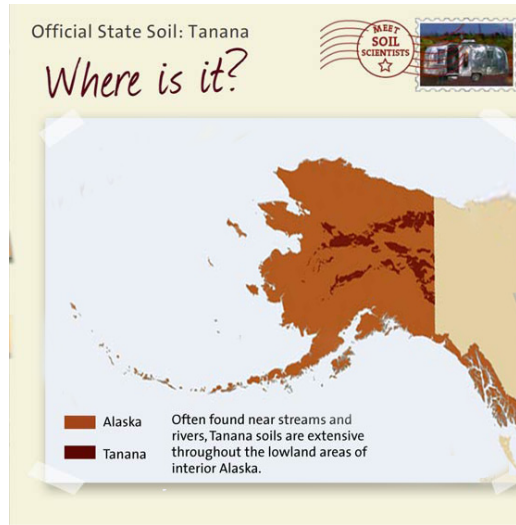 Official State Soil: Tanana
Where is it?
MEET
SOIL
SCIENTISTS
Alaska
Tanana
Often found near streams and
rivers, Tanana soils are extensive
throughout the lowland areas of
interior Alaska.